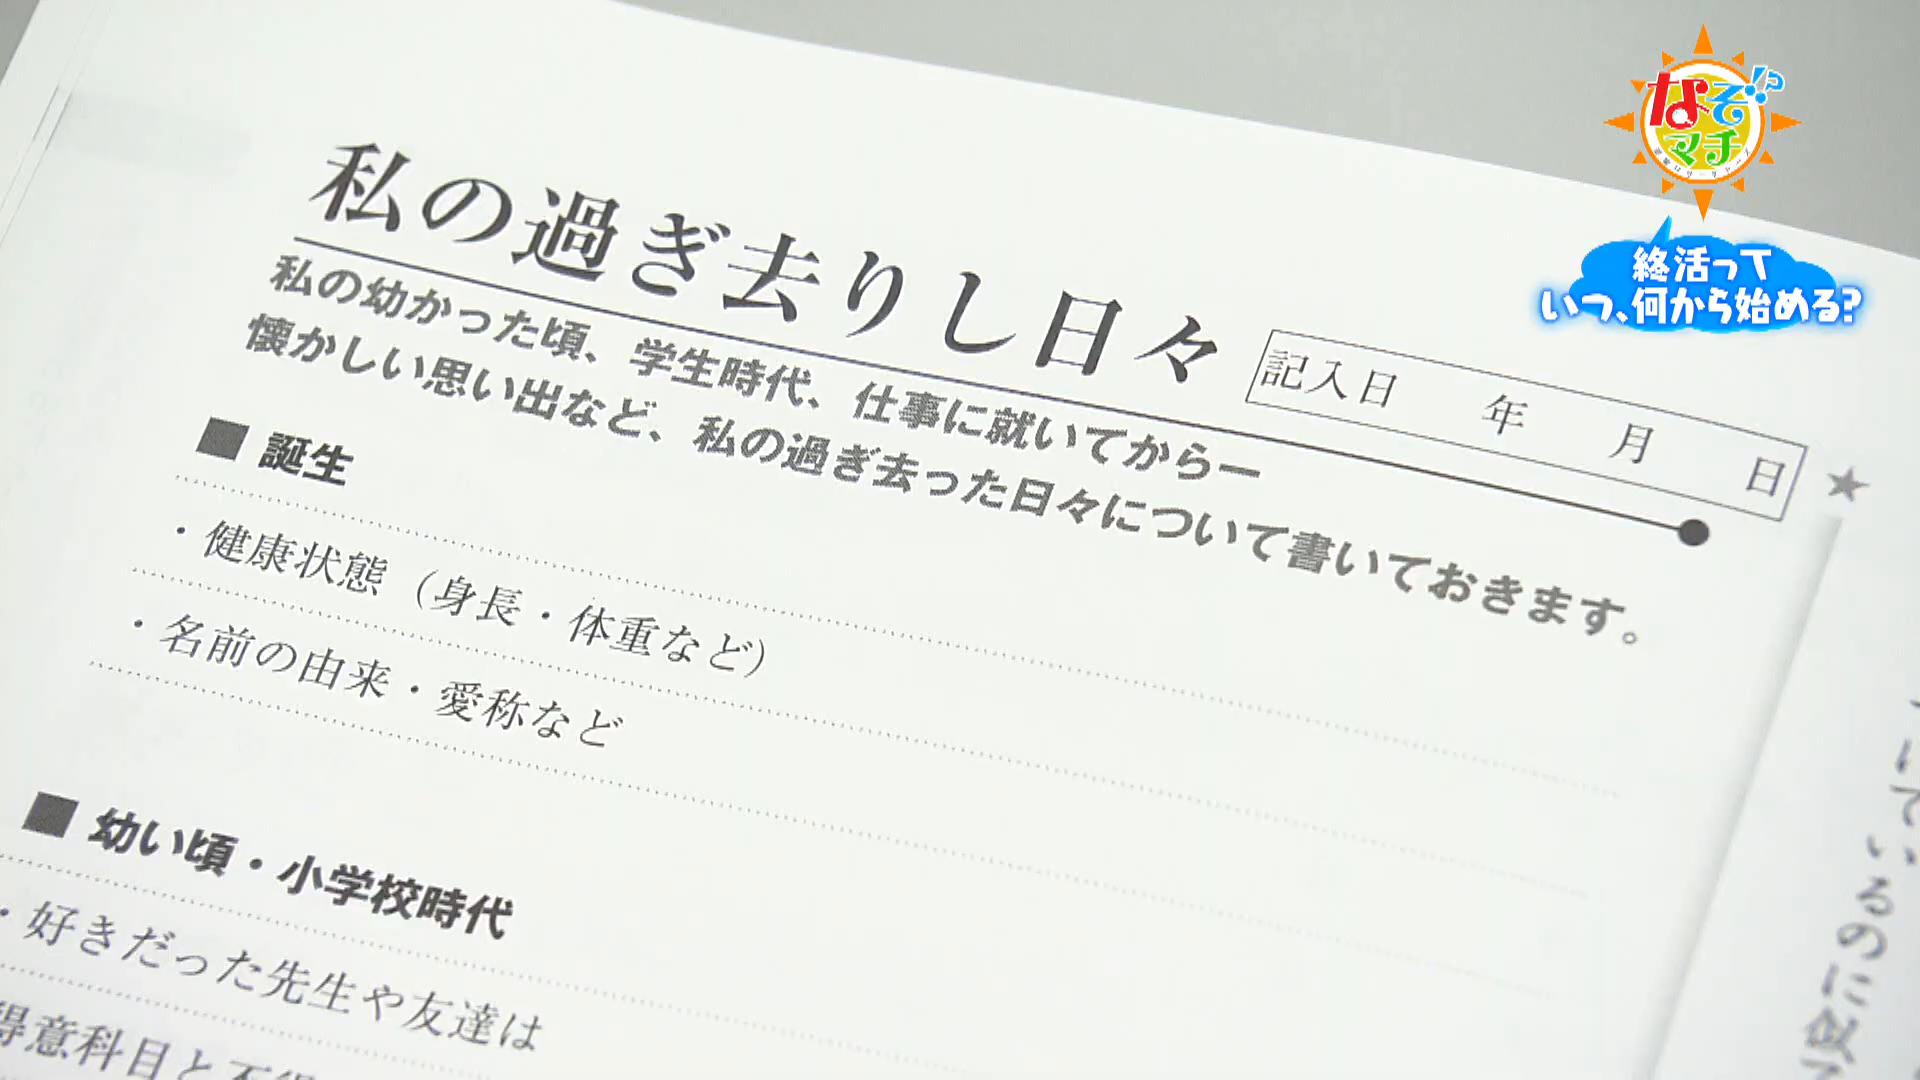 なぞ!?
マチ
終活って
いつ、何から始める?
私の過ぎ去りし日々
記入日 年 月 日
★
私の幼かった頃、学生時代、仕事に就いてからー
懐かしい思い出など、私の過ぎ去った日々について書いておきます。
■ 誕生
・健康状態(身長・体重など)
・名前の由来・愛称など
■ 幼い頃・小学校時代
・好きだった先生や友達は
得意科目と不得
ているのに似て